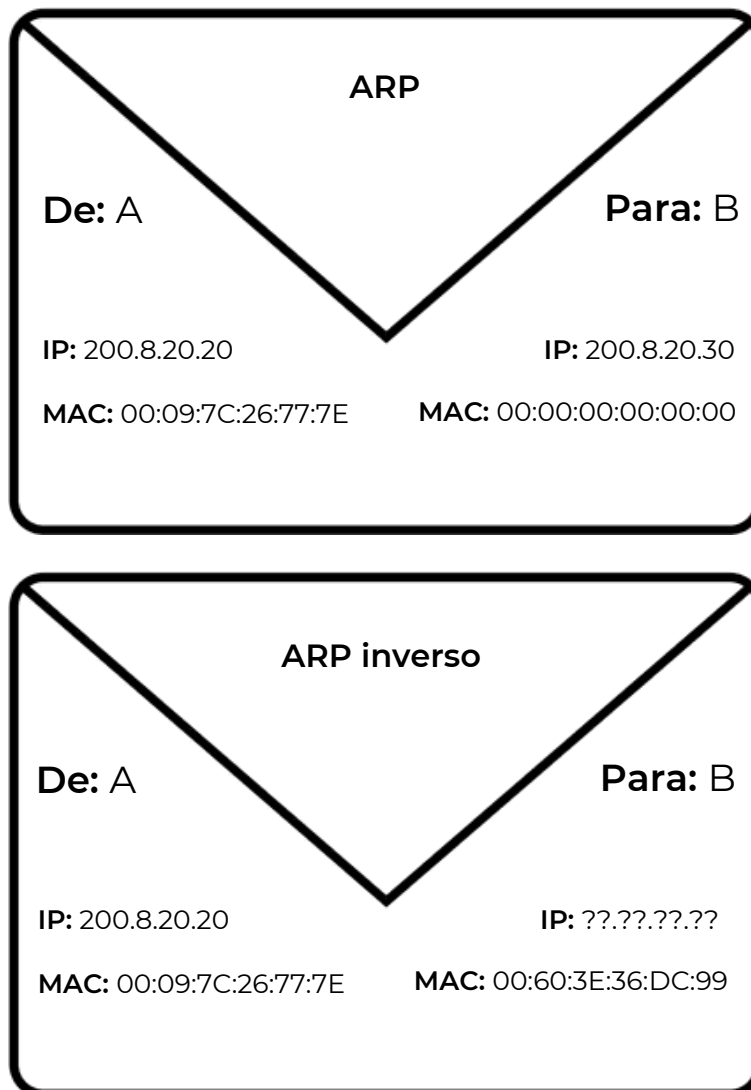 ARP
De: A Para: B
IP: 200.8.20.20 IP: 200.8.20.30
MAC: 00:09:7C:26:77:7E MAC: 00:00:00:00:00:00
ARP inverso
De: A Para: B
IP: 200.8.20.20 IP: ??.??.??.??
MAC: 00:09:7C:26:77:7E MAC: 00:60:3E:36:DC:99